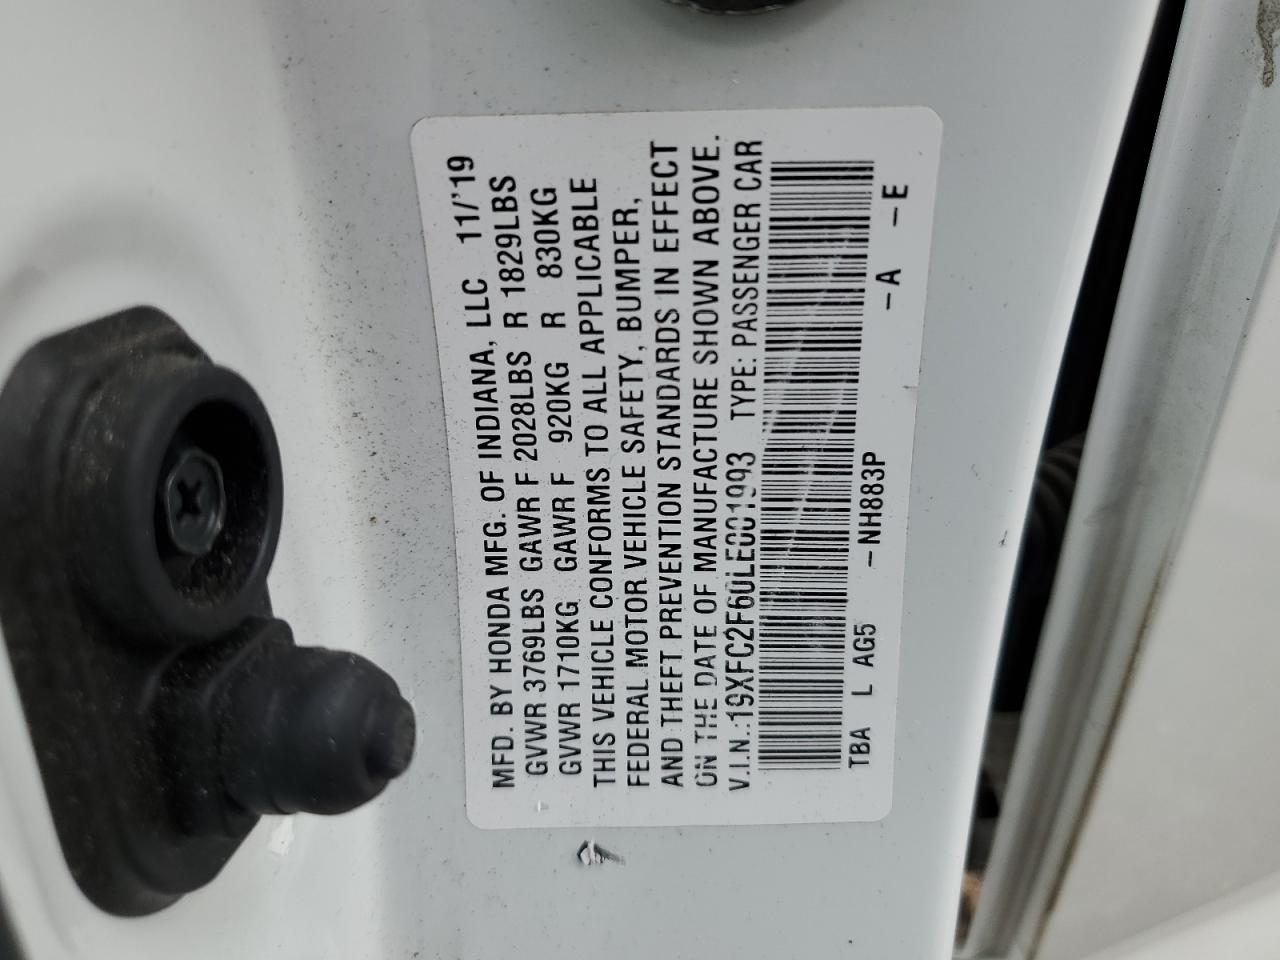 MFD. BY HONDA MFG. OF INDIANA, LLC 11/'19
GVWR 3769LBS GAWR F 2028LBS R 1829LBS
GVWR 1710KG GAWR F 920KG R 830KG
THIS VEHICLE CONFORMS TO ALL APPLICABLE
FEDERAL MOTOR VEHICLE SAFETY, BUMPER,
AND THEFT PREVENTION STANDARDS IN EFFECT
ON THE DATE OF MANUFACTURE SHOWN ABOVE.
V.I.N.:19XFC2F60LE001993 TYPE: PASSENGER CAR
TBA L AG5 -NH883P -A -E